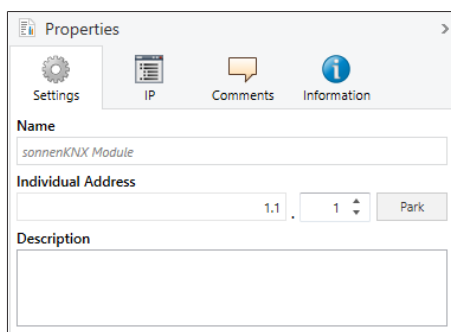 Properties
Settings IP Comments Information
Name
sonnenKNX Module
Individual Address
1.1 . 1 Park
Description